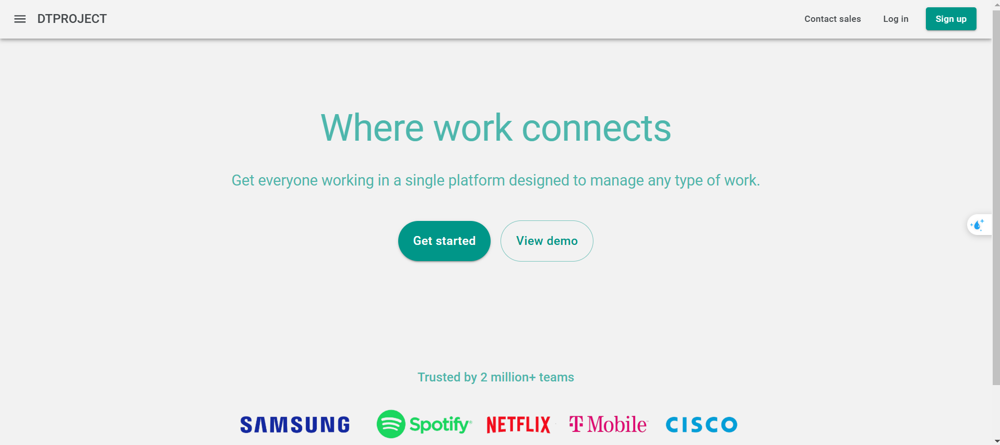 DTPROJECT
Contact sales
Log in
Sign up
Where work connects
Get everyone working in a single platform designed to manage any type of work.
Get started
View demo
Trusted by 2 million+ teams
SAMSUNG
Spotify®
NETFLIX
T Mobile™
CISCO